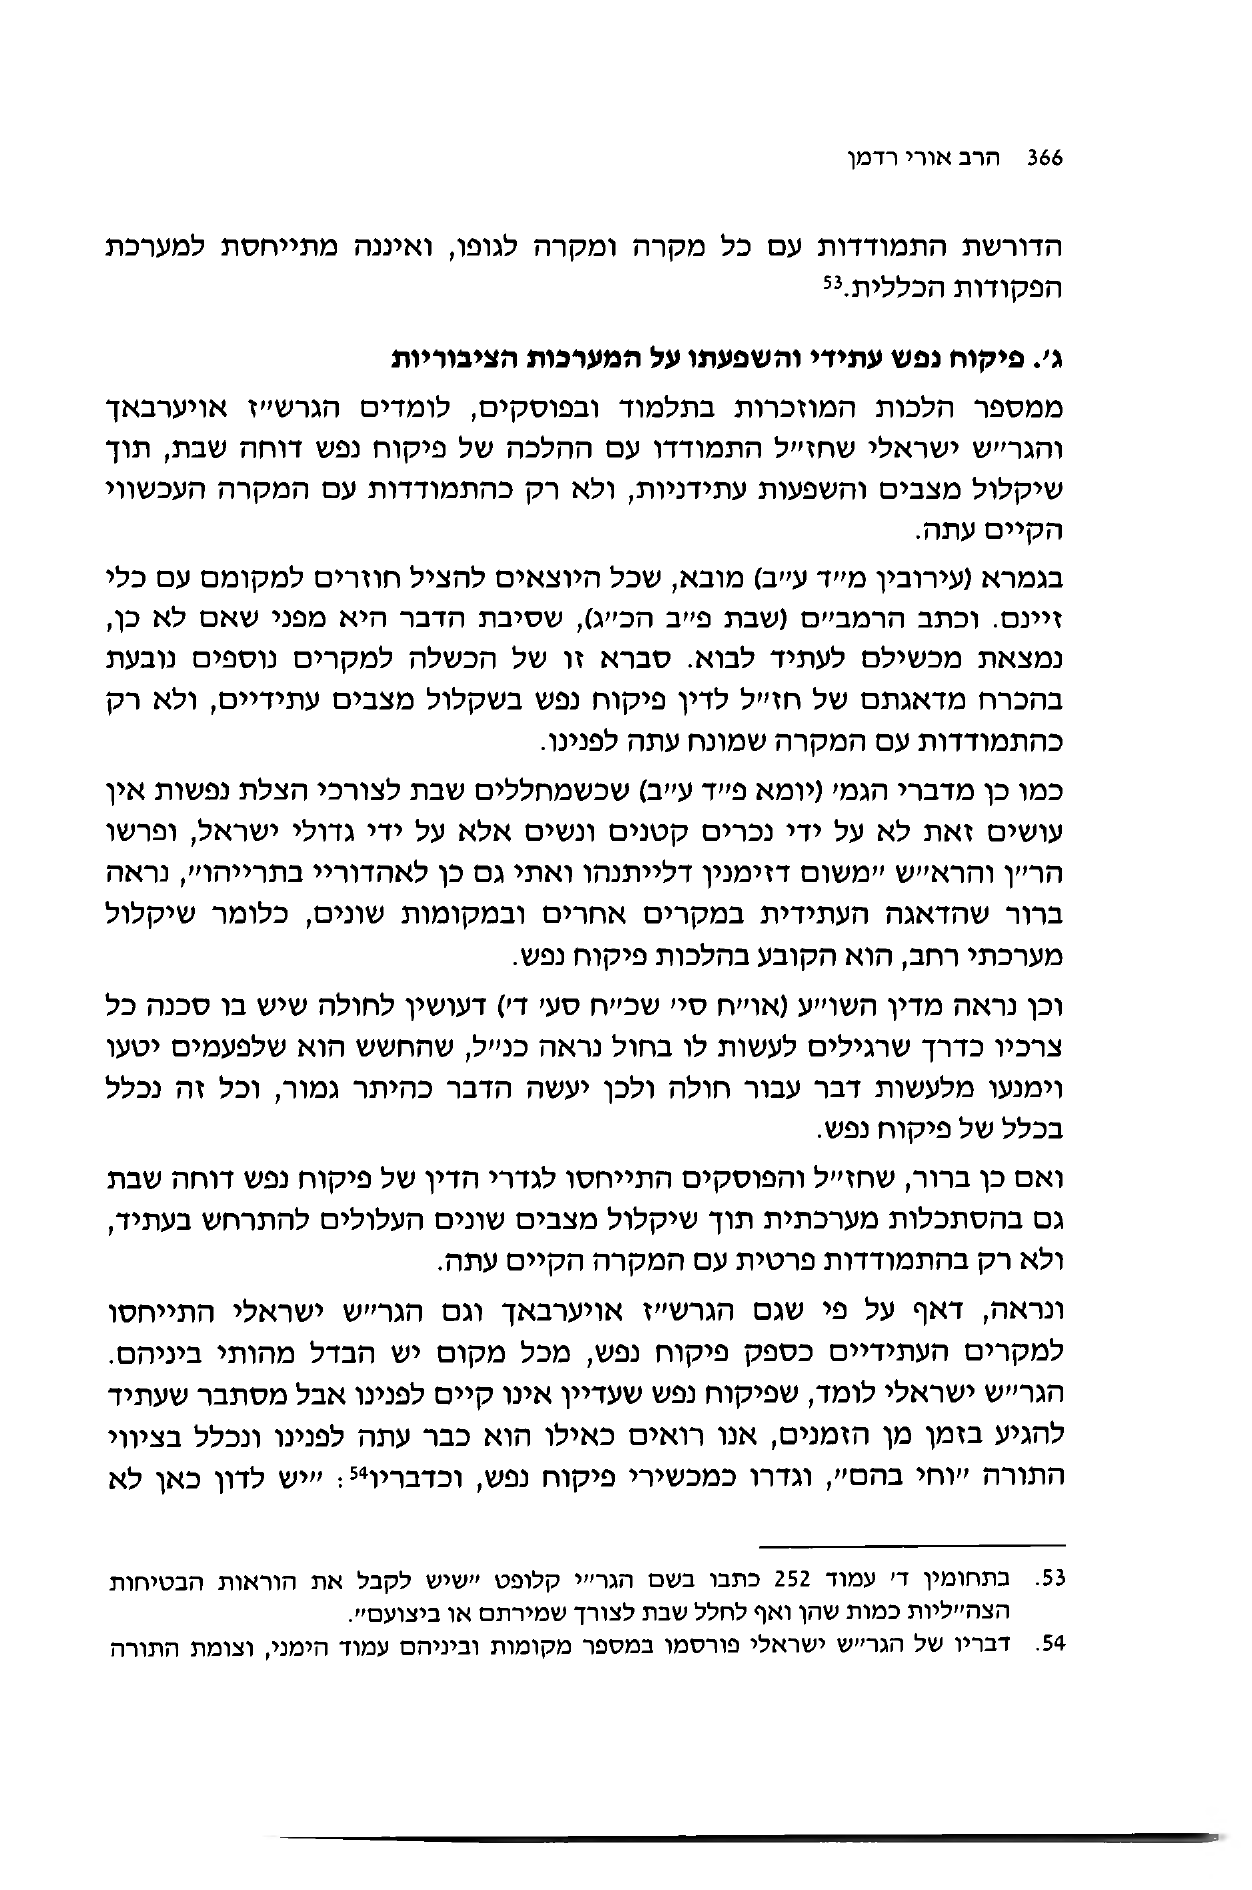 366 הרב אורי רדמן
הדורשת התמודדות עם כל מקרה ומקרה לגופו, ואיננה מתייחסת למערכת
הפקודות הכללית.53
ג'. פיקוח נפש עתידי והשפעתו על המערכות הציבוריות
ממספר הלכות המוזכרות בתלמוד ובפוסקים, לומדים הגרש"ז אויערבאך
והגר"ש ישראלי שחז"ל התמודדו עם ההלכה של פיקוח נפש דוחה שבת, תוך
שיקלול מצבים והשפעות עתידניות, ולא רק כהתמודדות עם המקרה העכשווי
הקיים עתה.
בגמרא (עירובין מ"ד ע"ב) מובא, שכל היוצאים להציל חוזרים למקומם עם כלי
זיינם. וכתב הרמב"ם (שבת פ"ב הכ"ג), שסיבת הדבר היא מפני שאם לא כן,
נמצאת מכשילם לעתיד לבוא. סברא זו של הכשלה למקרים נוספים נובעת
בהכרח מדאגתם של חז"ל לדין פיקוח נפש בשקלול מצבים עתידיים, ולא רק
כהתמודדות עם המקרה שמונח עתה לפנינו.
כמו כן מדברי הגמ' (יומא פ"ד ע"ב) שכשמחללים שבת לצורכי הצלת נפשות אין
עושים זאת לא על ידי נכרים קטנים ונשים אלא על ידי גדולי ישראל, ופרשו
הר"ן והרא"ש "משום דזימנין דלייתנהו ואתי גם כן לאהדוריי בתרייהו", נראה
ברור שהדאגה העתידית במקרים אחרים ובמקומות שונים, כלומר שיקלול
מערכתי רחב, הוא הקובע בהלכות פיקוח נפש.
וכן נראה מדין השו"ע (או"ח סי' שכ"ח סע' ד') דעושין לחולה שיש בו סכנה כל
צרכיו כדרך שרגילים לעשות לו בחול נראה כנ"ל, שהחשש הוא שלפעמים יטעו
וימנעו מלעשות דבר עבור חולה ולכן יעשה הדבר כהיתר גמור, וכל זה נכלל
בכלל של פיקוח נפש.
ואם כן ברור, שחז"ל והפוסקים התייחסו לגדרי הדין של פיקוח נפש דוחה שבת
גם בהסתכלות מערכתית תוך שיקלול מצבים שונים העלולים להתרחש בעתיד,
ולא רק בהתמודדות פרטית עם המקרה הקיים עתה.
ונראה, דאף על פי שגם הגרש"ז אויערבאך וגם הגר"ש ישראלי התייחסו
למקרים העתידיים כספק פיקוח נפש, מכל מקום יש הבדל מהותי ביניהם.
הגר"ש ישראלי לומד, שפיקוח נפש שעדיין אינו קיים לפנינו אבל מסתבר שעתיד
להגיע בזמן מן הזמנים, אנו רואים כאילו הוא כבר עתה לפנינו ונכלל בציווי
התורה "וחי בהם", וגדרו כמכשירי פיקוח נפש, וכדבריו54: "יש לדון כאן לא
53. בתחומין ד' עמוד 252 כתבו בשם הגר"י קלופט "שיש לקבל את הוראות הבטיחות
הצה"ליות כמות שהן ואף לחלל שבת לצורך שמירתם או ביצועם".
54. דבריו של הגר"ש ישראלי פורסמו במספר מקומות וביניהם עמוד הימני, וצומת התורה